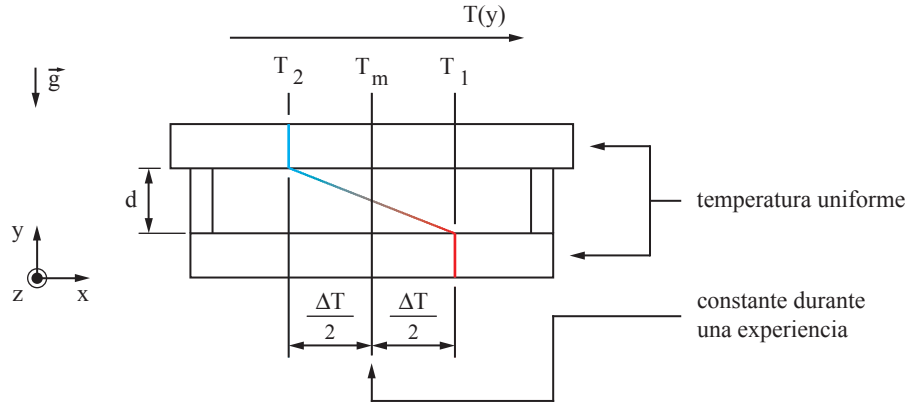 T(y)
T2 Tm T1
g
d
temperatura uniforme
y
z x
ΔT ΔT
2 2
constante durante
una experiencia